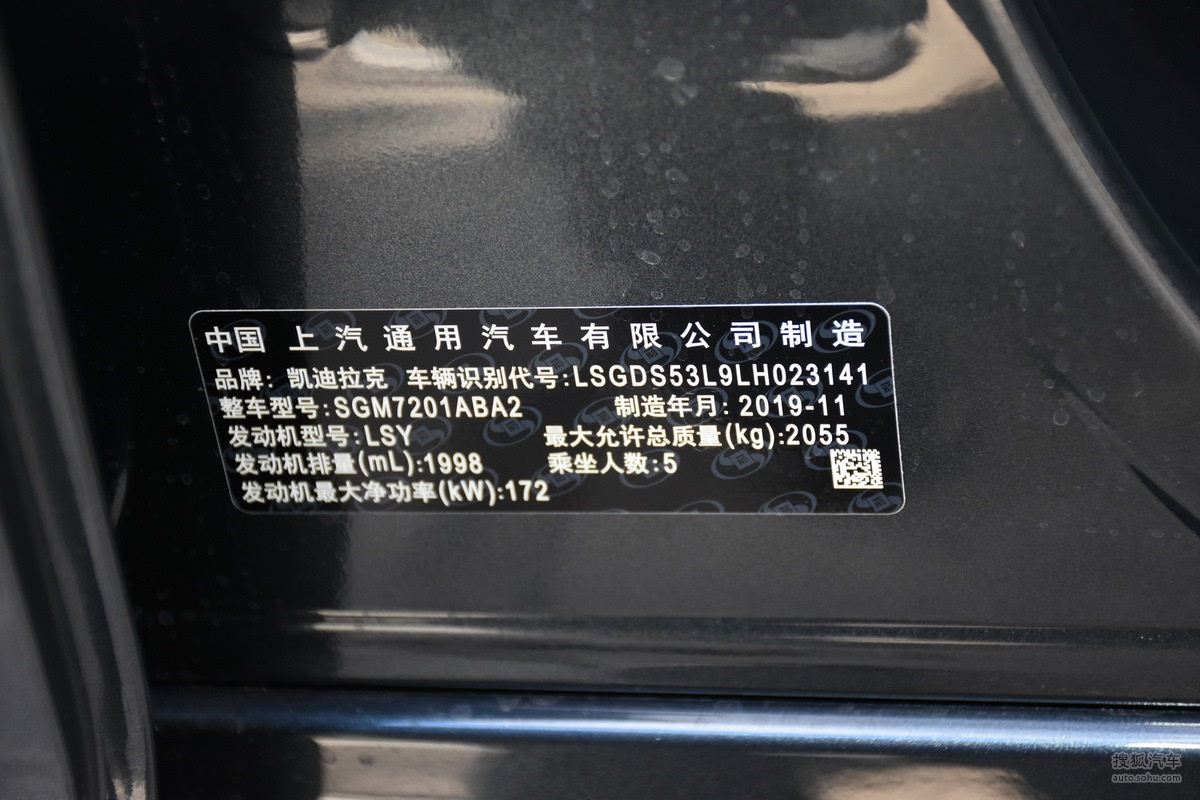 中国 上汽通用汽车有限公司制造
品牌: 凯迪拉克 车辆识别代号:LSGDS53L9LH023141
整车型号:SGM7201ABA2 制造年月: 2019-11
发动机型号:LSY 最大允许总质量(kg):2055
发动机排量(mL):1998 乘坐人数:5
发动机最大净功率(kW):172
搜狐汽车
auto.sohu.com